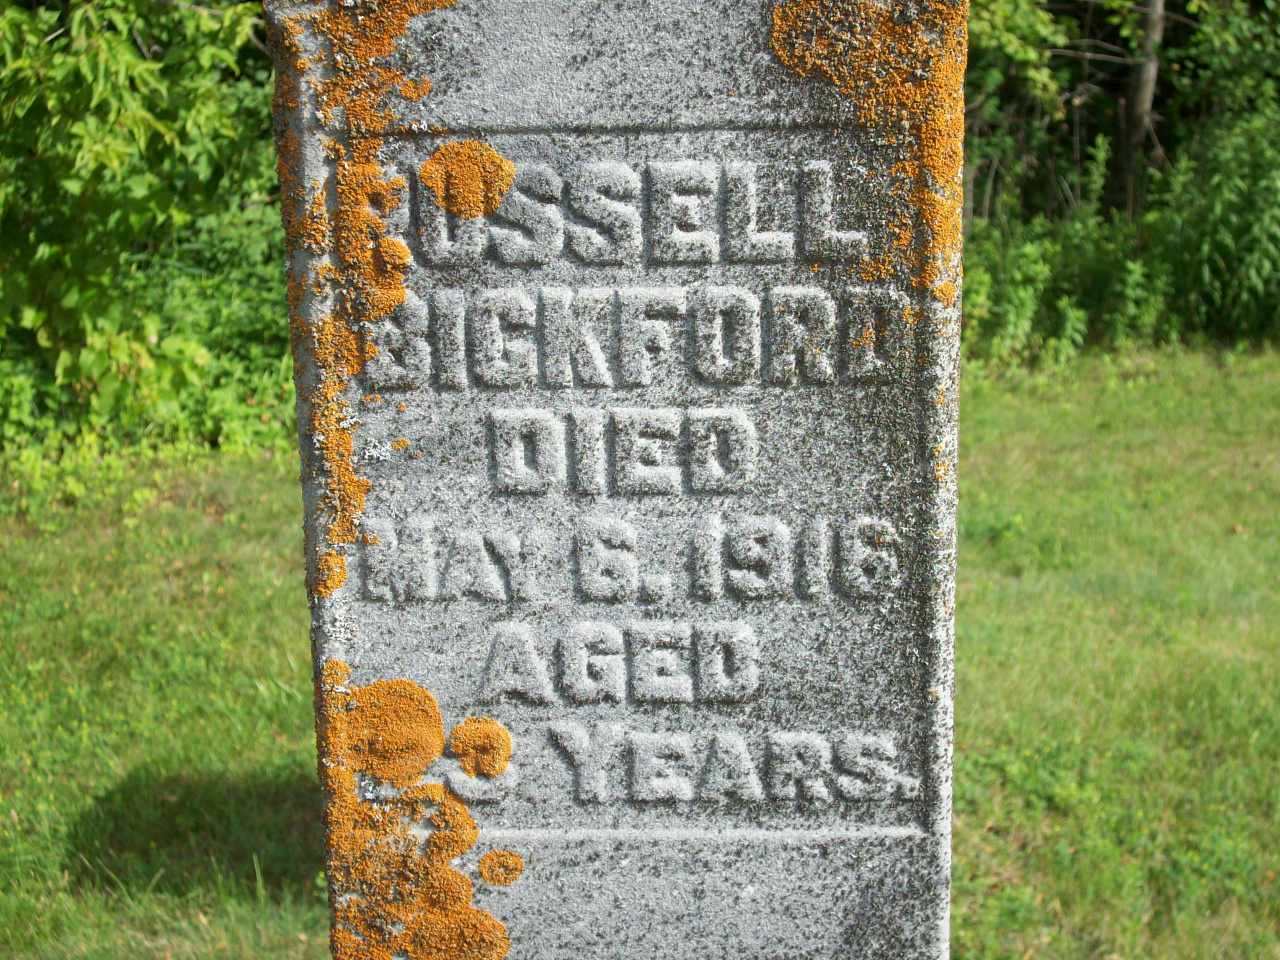 RUSSELL
BICKFORD
DIED
MAY 6. 1916
AGED
YEARS.